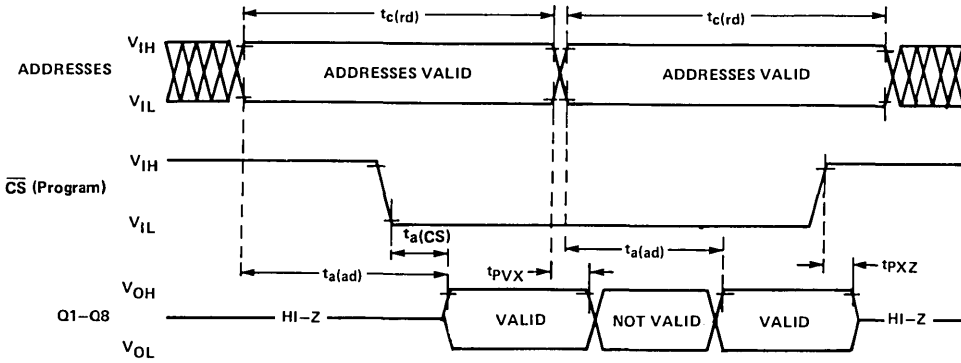 tc(rd) tc(rd)
VIH
ADDRESSES ADDRESSES VALID ADDRESSES VALID
VIL
VIH
CS (Program)
VIL
ta(CS)
ta(ad) tPVX ta(ad) tPXZ
VOH
Q1–Q8 HI–Z VALID NOT VALID VALID HI–Z
VOL